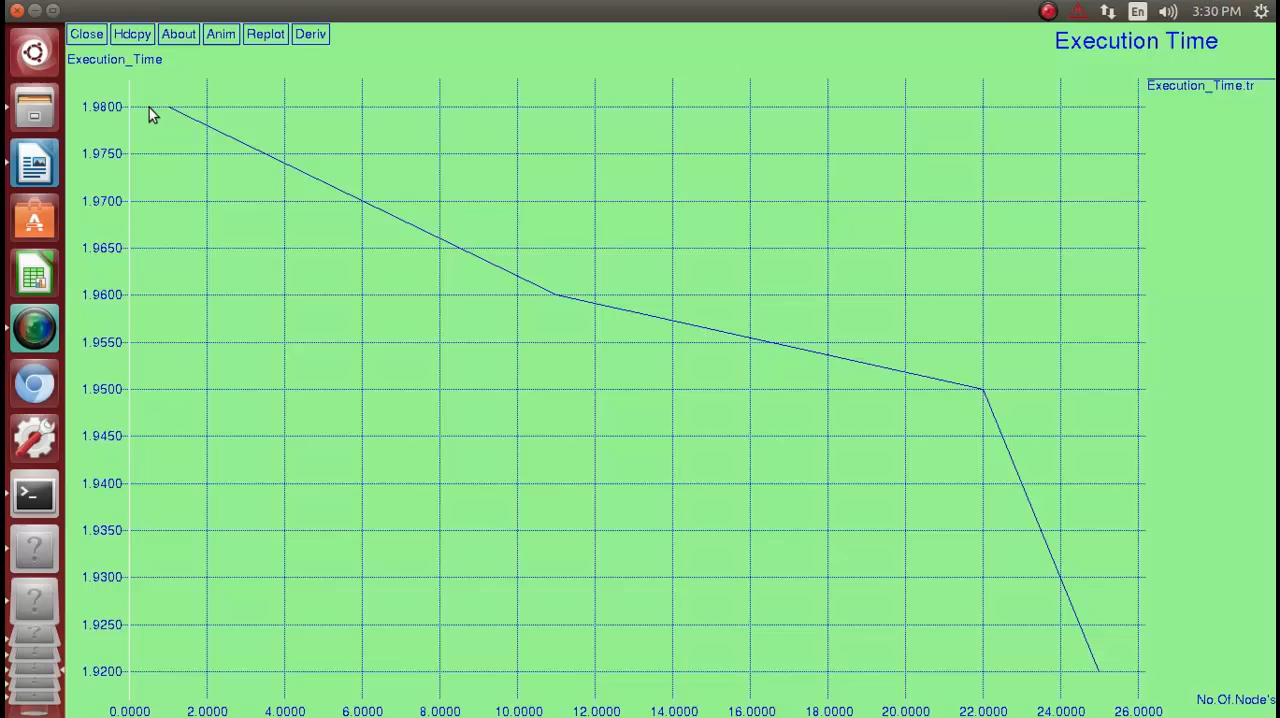 En 3:30 PM
Close Hdcpy About Anim Replot Deriv
Execution Time
Execution_Time
Execution_Time.tr
1.9800
1.9750
1.9700
1.9650
1.9600
1.9550
1.9500
1.9450
1.9400
1.9350
1.9300
1.9250
1.9200
No.Of.Node's
0.0000 2.0000 4.0000 6.0000 8.0000 10.0000 12.0000 14.0000 16.0000 18.0000 20.0000 22.0000 24.0000 26.0000